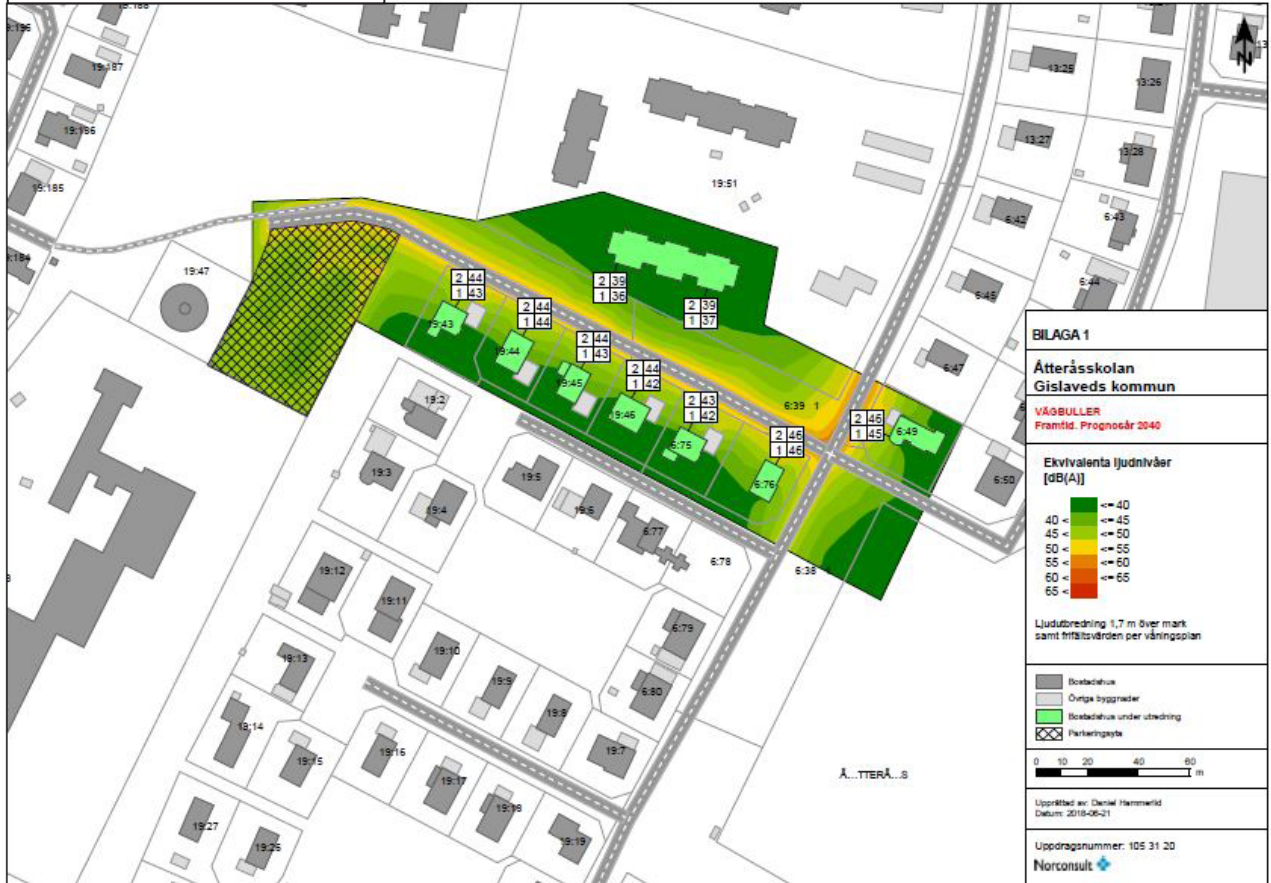 19:196
19:188
19:187
19:186
19:185
19:184
19:47
19:51
13:25
13:26
13:27
13:28
6:42
6:43
6:45
6:44
6:47
2 44
1 43
2 44
1 44
2 44
1 43
2 44
1 42
2 43
1 42
2 46
1 46
2 39
1 36
2 39
1 37
2 46
1 45
19:43
19:44
19:45
19:46
6:75
6:76
6:39 1
6:49
6:50
6:38
19:2
19:3
19:4
19:5
19:6
6:77
6:78
19:12
19:11
19:10
19:9
19:8
19:7
6:79
6:80
19:13
19:14
19:15
19:16
19:17
19:18
19:19
19:27
19:26
Å...TTERÅ...S
N
BILAGA 1
Åtteråsskolan
Gislaveds kommun
VÄGBULLER
Framtid. Prognosår 2040
Ekvivalenta ljudnivåer
[dB(A)]
<= 40
40 < <= 45
45 < <= 50
50 < <= 55
55 < <= 60
60 < <= 65
65 <
Ljudutbredning 1,7 m över mark
samt frifältsvärden per våningsplan
Bostadshus
Övriga byggnader
Bostadshus under utredning
Parkeringsyta
0 10 20 40 60
m
Upprättad av: Daniel Hammerlid
Datum: 2018-06-21
Uppdragsnummer: 105 31 20
Norconsult